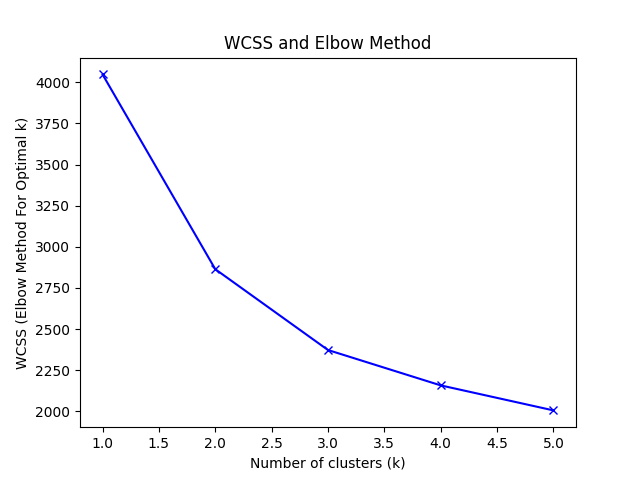 WCSS and Elbow Method
WCSS (Elbow Method For Optimal k)
4000
3750
3500
3250
3000
2750
2500
2250
2000
1.0 1.5 2.0 2.5 3.0 3.5 4.0 4.5 5.0
Number of clusters (k)